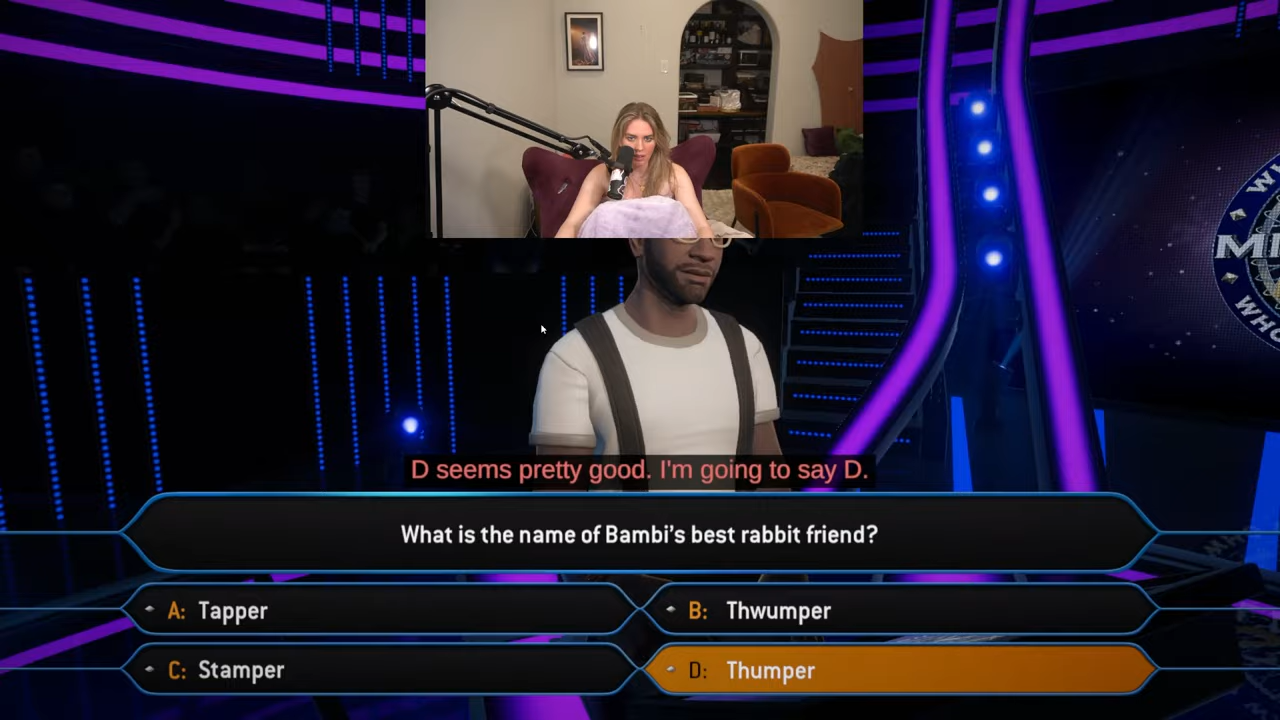 D seems pretty good. I'm going to say D.
What is the name of Bambi's best rabbit friend?
A: Tapper
B: Thwumper
C: Stamper
D: Thumper